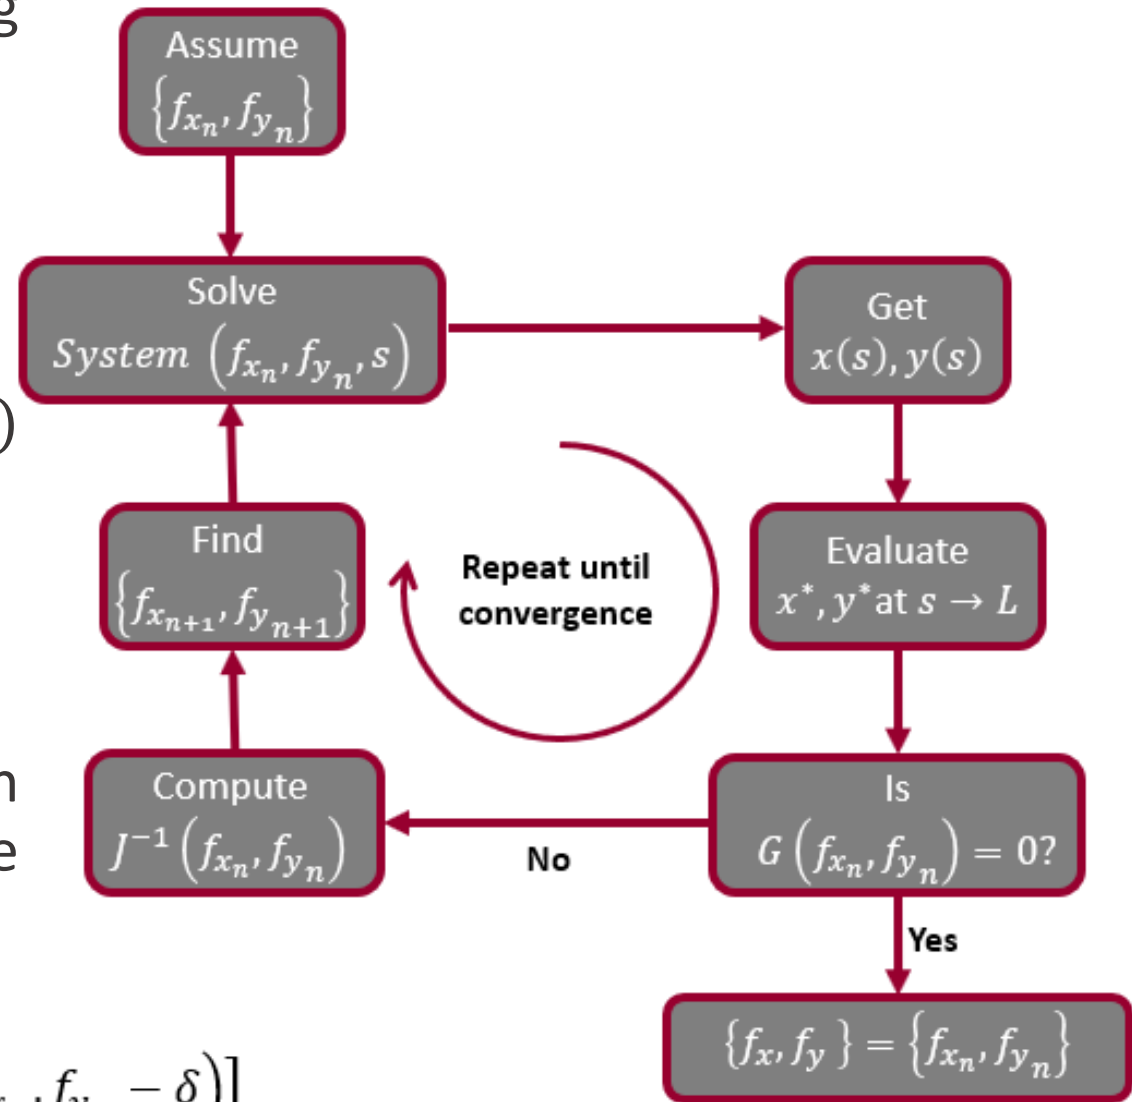 g
Assume
{f_{x_n}, f_{y_n}}
Solve
System (f_{x_n}, f_{y_n}, s)
Get
x(s), y(s)
)
Find
{f_{x_{n+1}}, f_{y_{n+1}}}
Repeat until
convergence
Evaluate
x*, y* at s → L
n
e
Compute
J⁻¹ (f_{x_n}, f_{y_n})
No
Is
G (f_{x_n}, f_{y_n}) = 0?
Yes
{f_x, f_y} = {f_{x_n}, f_{y_n}}
, f_y − δ)]